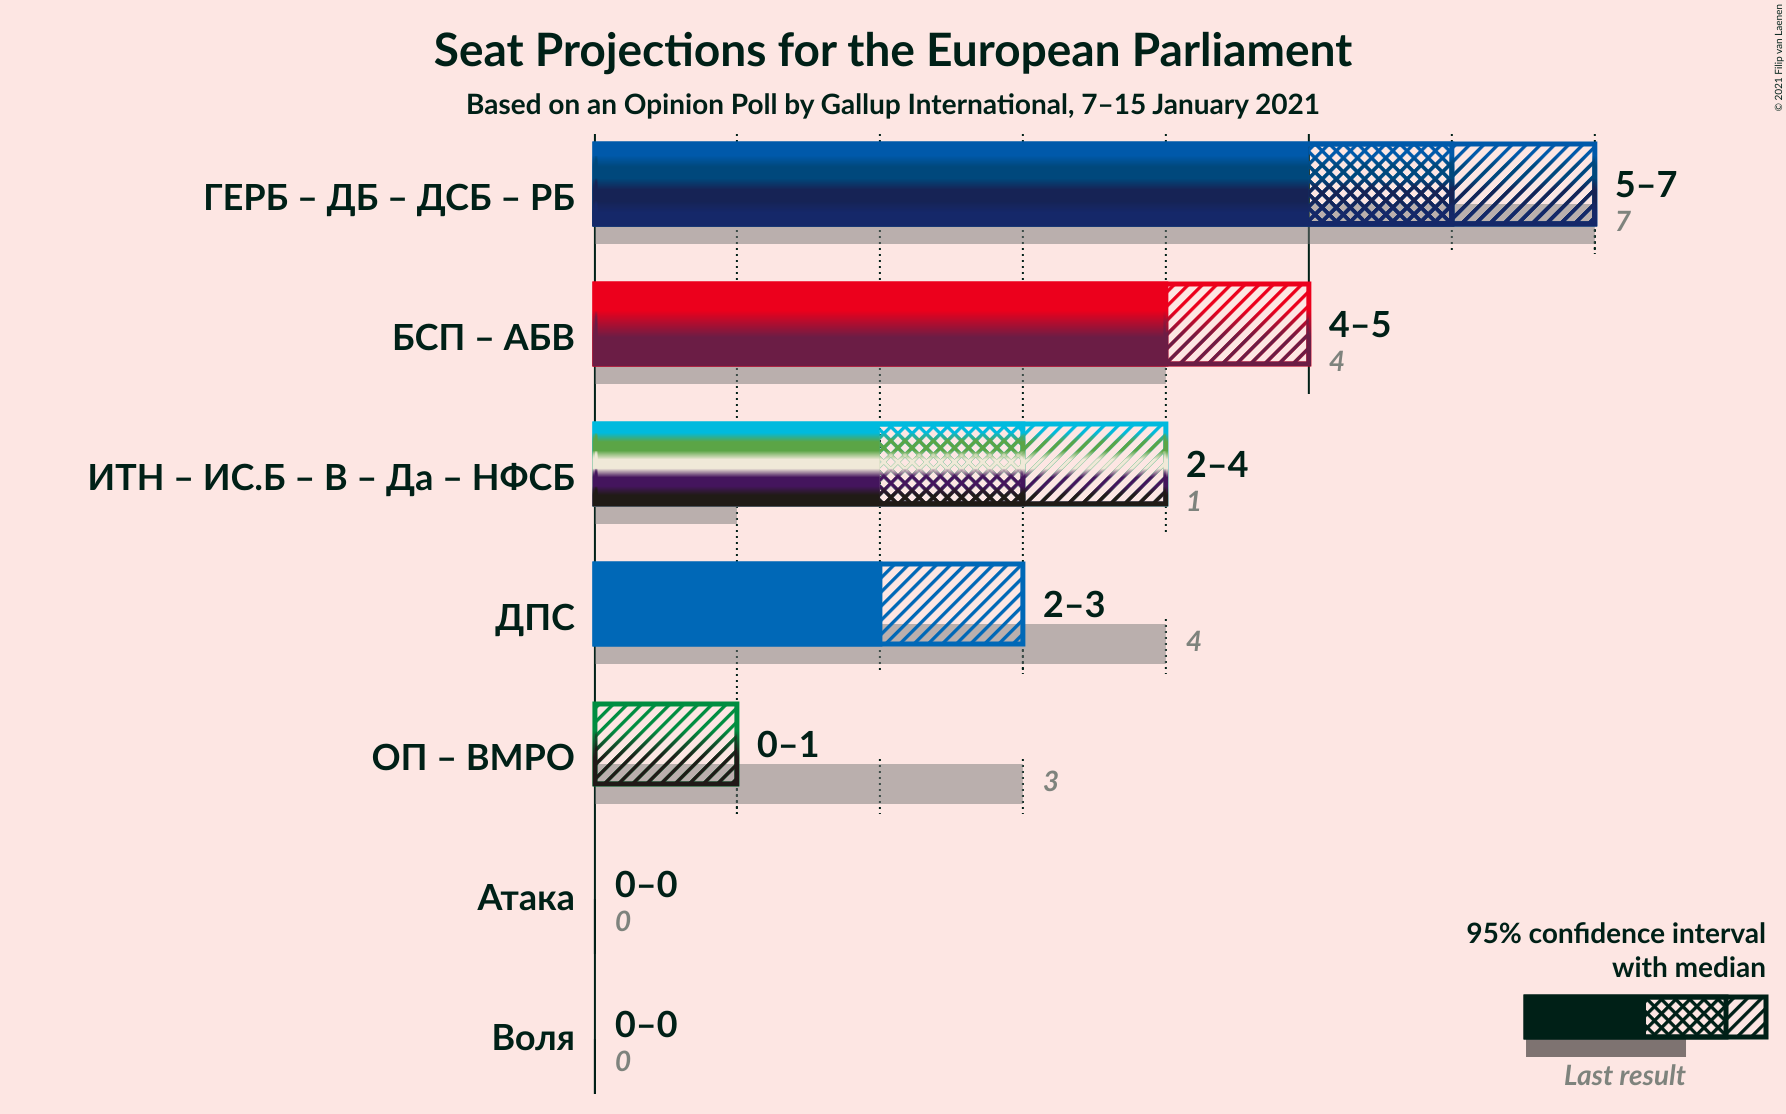 Seat Projections for the European Parliament
Based on an Opinion Poll by Gallup International, 7–15 January 2021
© 2021 Filip van Laenen
ГЕРБ – ДБ – ДСБ – РБ
5–7
7
БСП – АБВ
4–5
4
ИТН – ИС.Б – В – Да – НФСБ
2–4
1
ДПС
2–3
4
ОП – ВМРО
0–1
3
Атака
0–0
0
Воля
0–0
0
95% confidence interval
with median
Last result